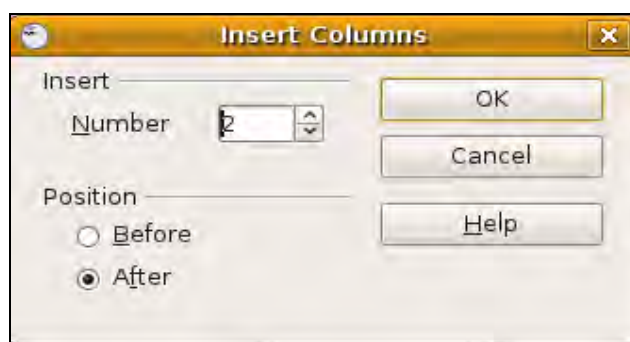 Insert Columns
Insert
Number 2
Position
Before
After
OK
Cancel
Help